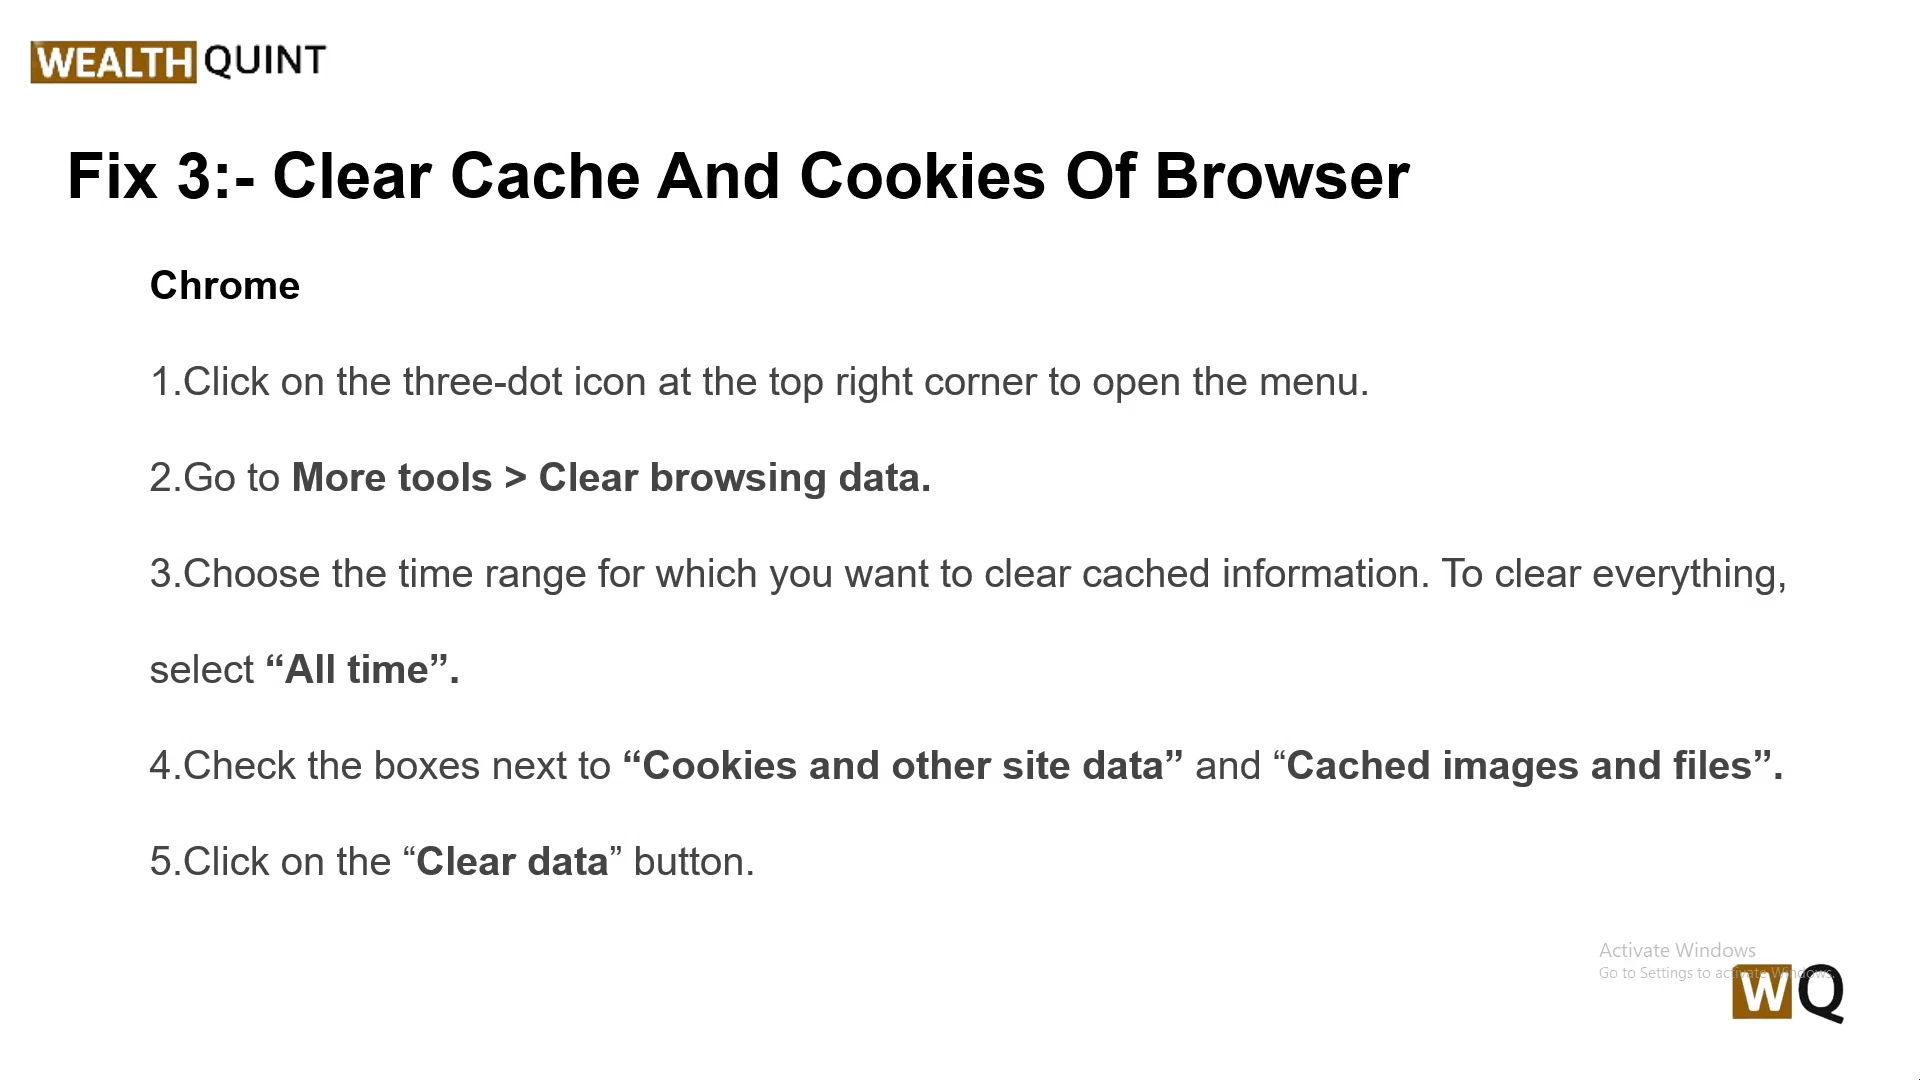 WEALTH QUINT
Fix 3:- Clear Cache And Cookies Of Browser
Chrome
1.Click on the three-dot icon at the top right corner to open the menu.
2.Go to More tools > Clear browsing data.
3.Choose the time range for which you want to clear cached information. To clear everything,
select “All time”.
4.Check the boxes next to “Cookies and other site data” and “Cached images and files”.
5.Click on the “Clear data” button.
Activate Windows
Go to Settings to activate Windows.
WQ